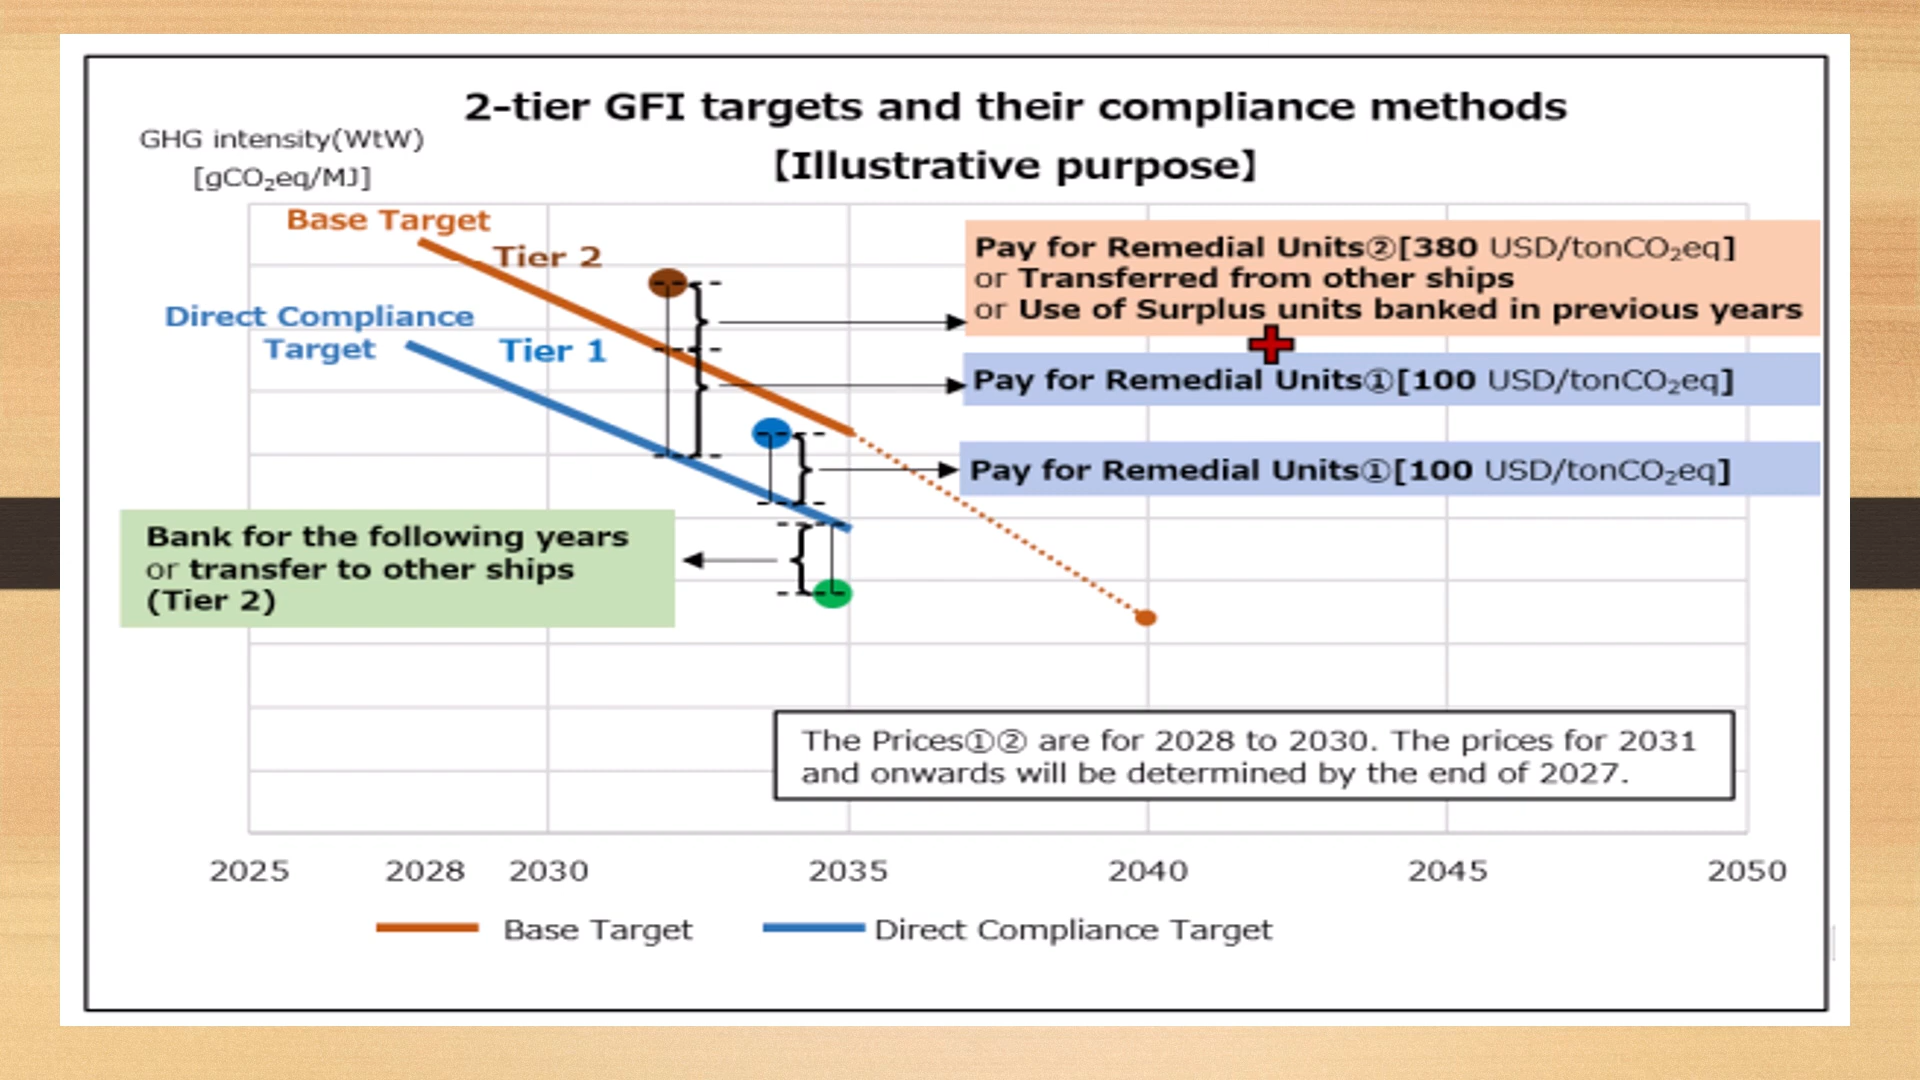 2-tier GFI targets and their compliance methods
【Illustrative purpose】
GHG intensity(WtW)
[gCO₂eq/MJ]
Base Target
Tier 2
Direct Compliance
Target
Tier 1
Pay for Remedial Units②[380 USD/tonCO₂eq]
or Transferred from other ships
or Use of Surplus units banked in previous years
Pay for Remedial Units①[100 USD/tonCO₂eq]
Pay for Remedial Units①[100 USD/tonCO₂eq]
Bank for the following years
or transfer to other ships
(Tier 2)
The Prices①② are for 2028 to 2030. The prices for 2031
and onwards will be determined by the end of 2027.
2025 2028 2030 2035 2040 2045 2050
Base Target Direct Compliance Target